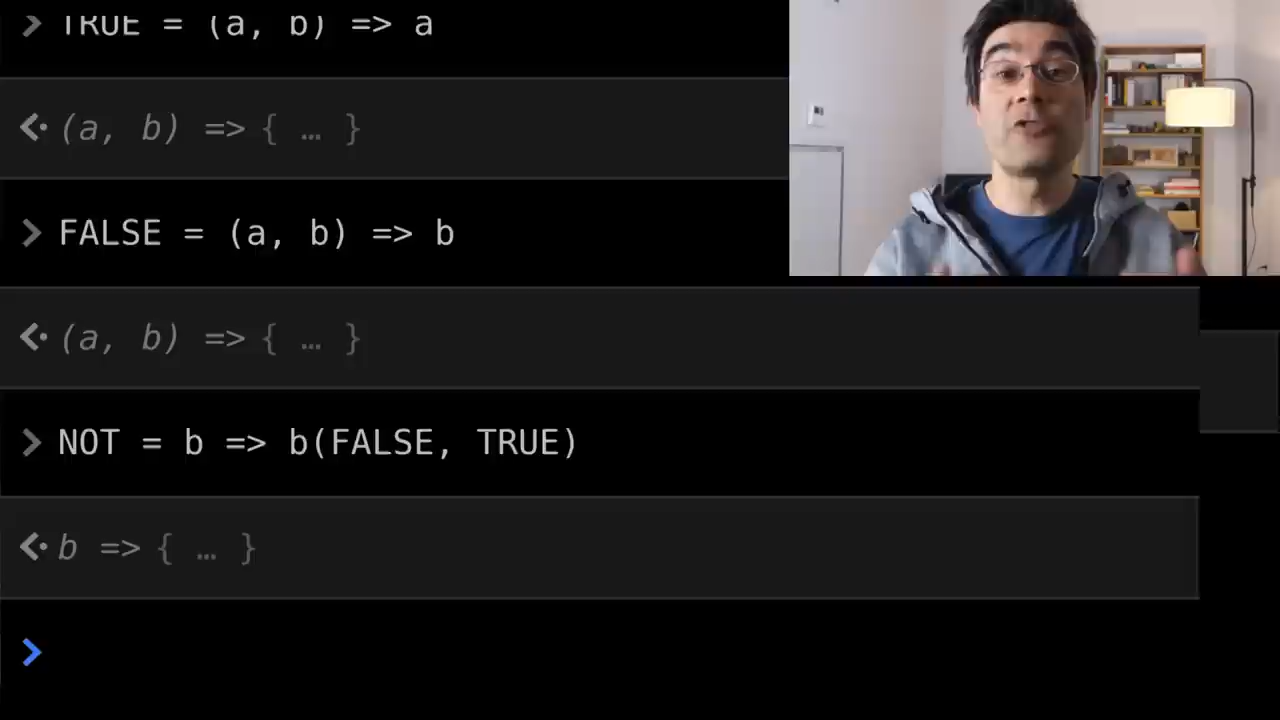 > TRUE = (a, b) => a
(a, b) => { … }
> FALSE = (a, b) => b
(a, b) => { … }
> NOT = b => b(FALSE, TRUE)
b => { … }
>